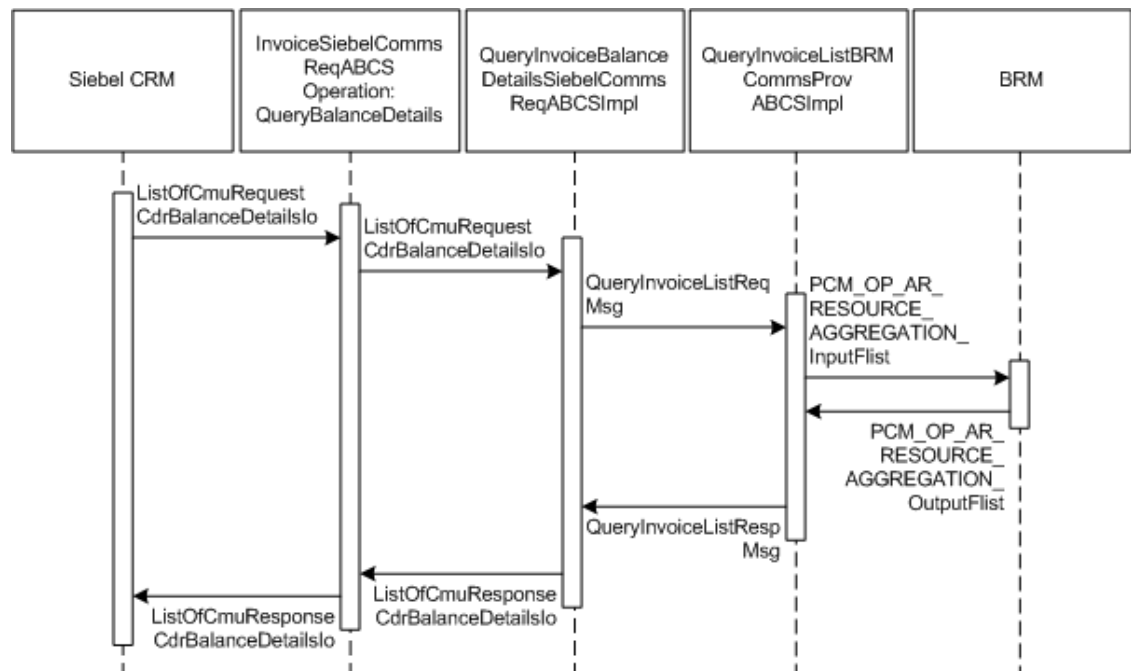 Siebel CRM
InvoiceSiebelComms
ReqABCS
Operation:
QueryBalanceDetails
QueryInvoiceBalance
DetailsSiebelComms
ReqABCSImpl
QueryInvoiceListBRM
CommsProv
ABCSImpl
BRM
ListOfCmuRequest
CdrBalanceDetailsIo
ListOfCmuRequest
CdrBalanceDetailsIo
QueryInvoiceListReq
Msg
PCM_OP_AR_
RESOURCE_
AGGREGATION_
InputFlist
PCM_OP_AR_
RESOURCE_
AGGREGATION_
OutputFlist
QueryInvoiceListResp
Msg
ListOfCmuResponse
CdrBalanceDetailsIo
ListOfCmuResponse
CdrBalanceDetailsIo